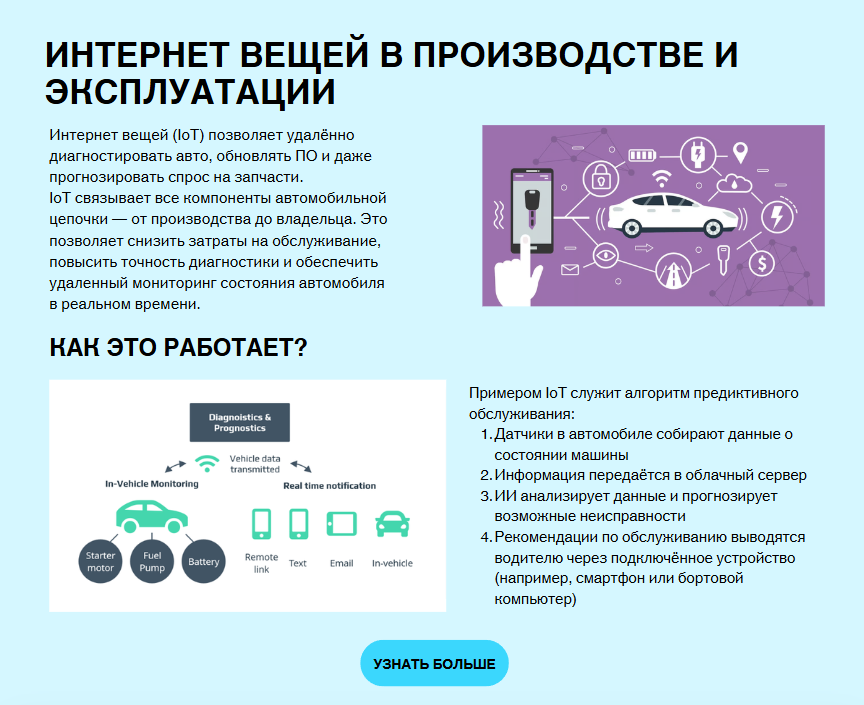 ИНТЕРНЕТ ВЕЩЕЙ В ПРОИЗВОДСТВЕ И
ЭКСПЛУАТАЦИИ
Интернет вещей (IoT) позволяет удалённо
диагностировать авто, обновлять ПО и даже
прогнозировать спрос на запчасти.
IoT связывает все компоненты автомобильной
цепочки — от производства до владельца. Это
позволяет снизить затраты на обслуживание,
повысить точность диагностики и обеспечить
удаленный мониторинг состояния автомобиля
в реальном времени.
$
КАК ЭТО РАБОТАЕТ?
Diagnoistics &
Prognostics
Vehicle data
transmitted
In-Vehicle Monitoring
Real time notification
Starter
motor
Fuel
Pump
Battery
Remote
link
Text
Email
In-vehicle
Примером IoT служит алгоритм предиктивного
обслуживания:
1. Датчики в автомобиле собирают данные о
состоянии машины
2. Информация передаётся в облачный сервер
3. ИИ анализирует данные и прогнозирует
возможные неисправности
4. Рекомендации по обслуживанию выводятся
водителю через подключённое устройство
(например, смартфон или бортовой
компьютер)
УЗНАТЬ БОЛЬШЕ